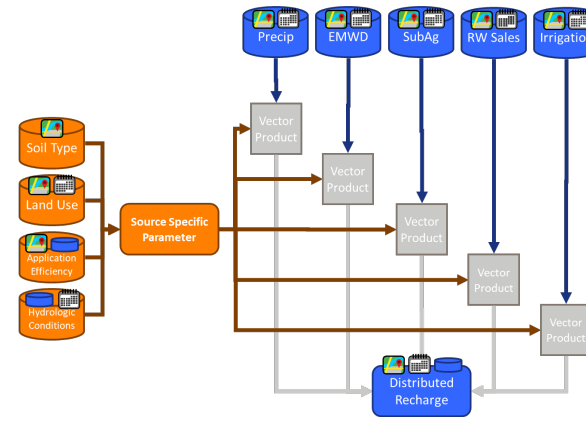 Precip
EMWD
SubAg
RW Sales
Irrigation
Vector
Product
Soil Type
Vector
Product
Land Use
Source Specific
Parameter
Vector
Product
Application
Efficiency
Vector
Product
Hydrologic
Conditions
Vector
Product
Distributed
Recharge